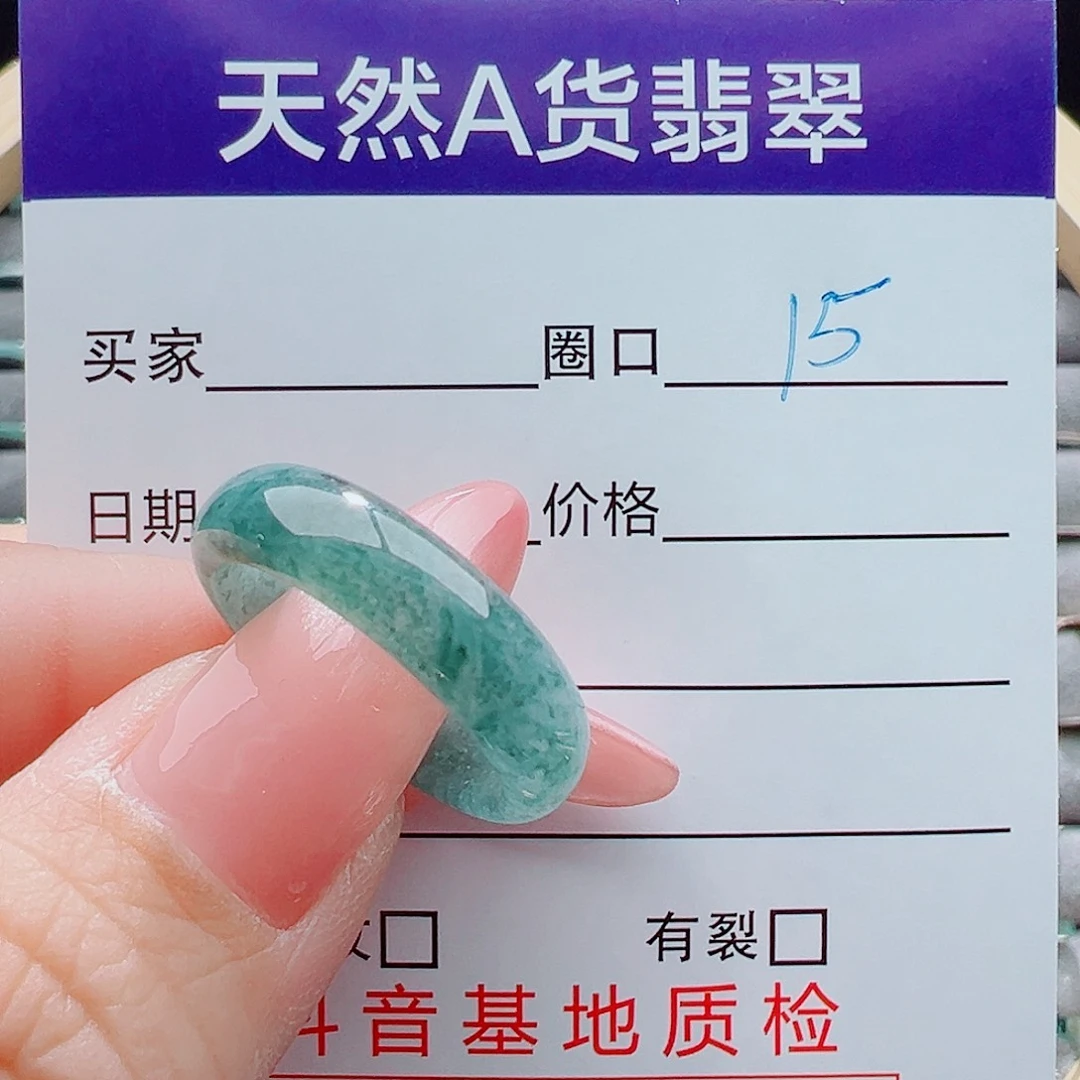 天然A货翡翠
买家 圈口 15
日期 价格
有裂
音基地质检